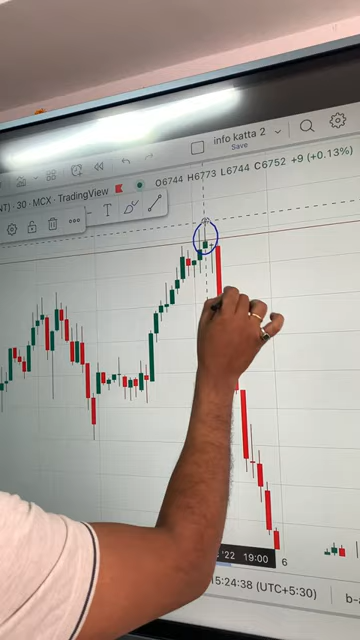 info katta 2
Save
NT) · 30 · MCX · TradingView O6744 H6773 L6744 C6752 +9 (+0.13%)
T
'22 19:00 6
15:24:38 (UTC+5:30)